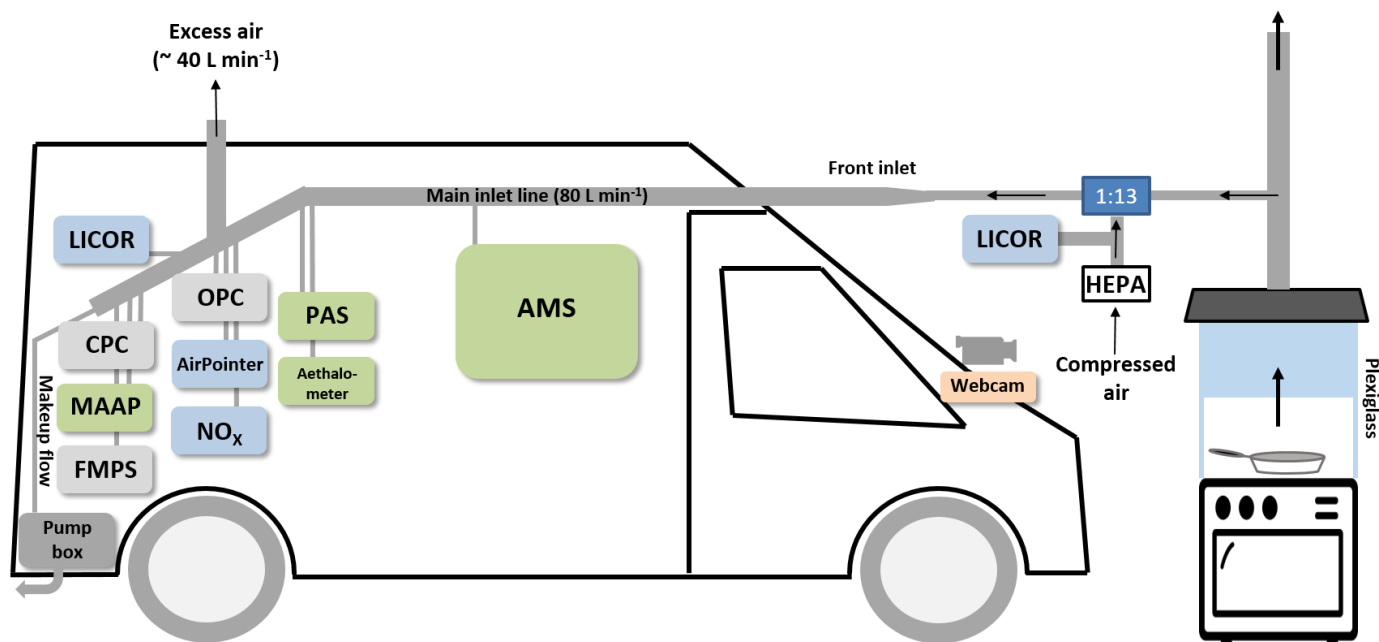 Excess air
(~ 40 L min⁻¹)
Front inlet
Main inlet line (80 L min⁻¹)
1:13
LICOR
LICOR
HEPA
OPC
PAS
AMS
CPC
AirPointer
Aethalo-
meter
Compressed
air
Webcam
MAAP
NOₓ
FMPS
Makeup flow
Plexiglass
Pump
box